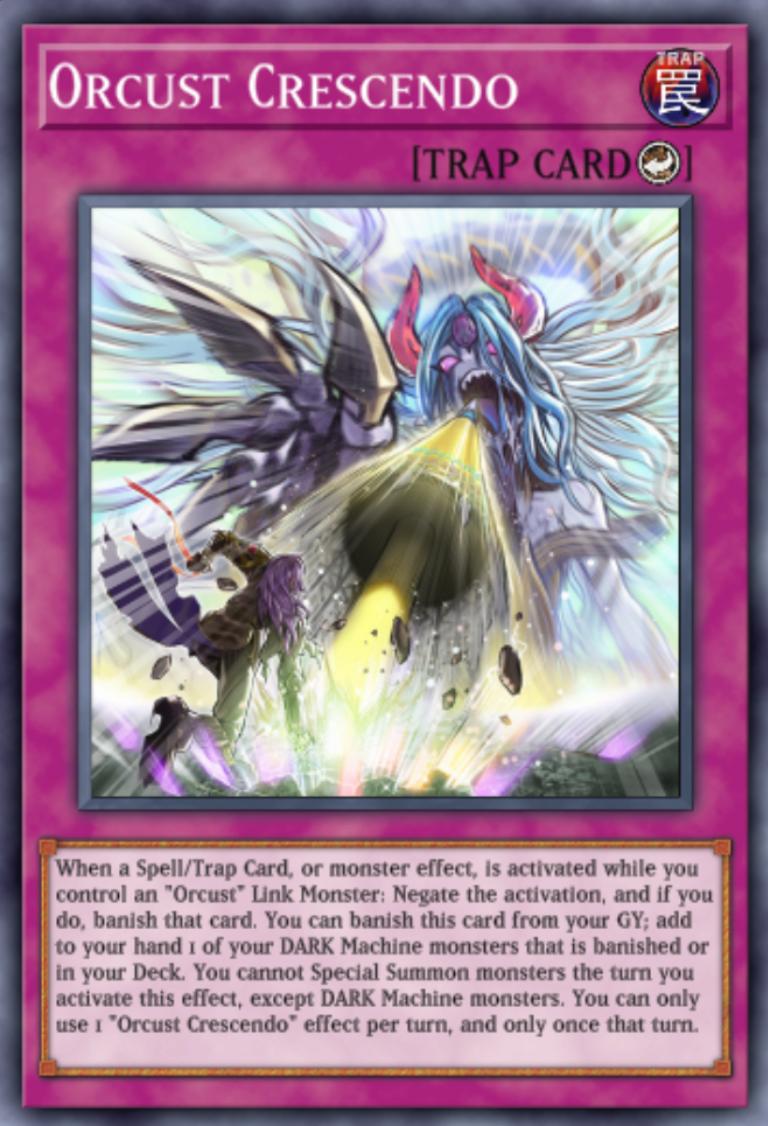 ORCUST CRESCENDO
TRAP
罠
[TRAP CARD]
When a Spell/Trap Card, or monster effect, is activated while you
control an "Orcust" Link Monster: Negate the activation, and if you
do, banish that card. You can banish this card from your GY; add
to your hand 1 of your DARK Machine monsters that is banished or
in your Deck. You cannot Special Summon monsters the turn you
activate this effect, except DARK Machine monsters. You can only
use 1 "Orcust Crescendo" effect per turn, and only once that turn.